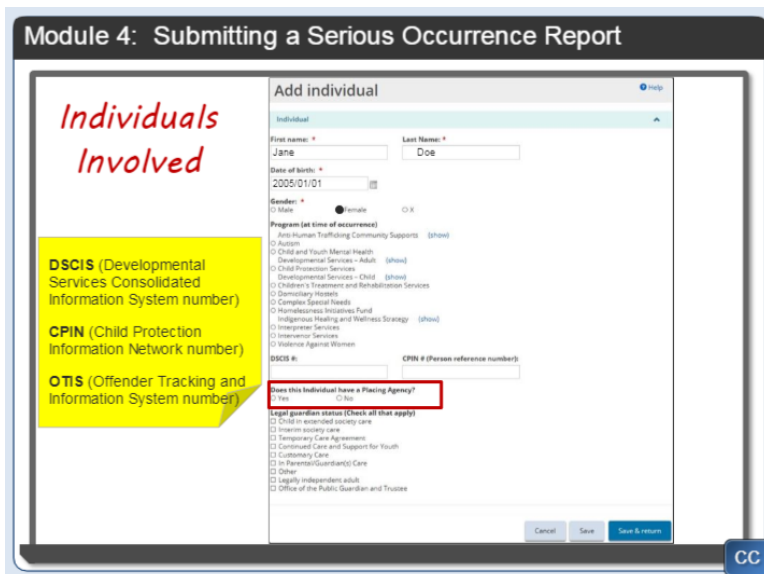 Module 4: Submitting a Serious Occurrence Report
Individuals
Involved
DSCIS (Developmental
Services Consolidated
Information System number)
CPIN (Child Protection
Information Network number)
OTIS (Offender Tracking and
Information System number)
Add individual
Help
Individual
First name: * Last Name: *
Jane Doe
Date of birth: *
2005/01/01
Gender: *
Male Female X
Program (at time of occurrence)
Anti-Human Trafficking Community Supports (show)
Autism
Child and Youth Mental Health
Developmental Services - Adult (show)
Child Protection Services
Developmental Services - Child (show)
Children's Treatment and Rehabilitation Services
Domiciliary Hostels
Complex Special Needs
Homelessness Initiatives Fund
Indigenous Healing and Wellness Strategy (show)
Interpreter Services
Intervenor Services
Violence Against Women
DSCIS #: CPIN # (Person reference number):
Does this Individual have a Placing Agency?
Yes No
Legal guardian status (Check all that apply)
Child in extended society care
Interim society care
Temporary Care Agreement
Continued Care and Support for Youth
Customary Care
In Parental/Guardian(s) Care
Other
Legally independent adult
Office of the Public Guardian and Trustee
Cancel Save Save & return
CC